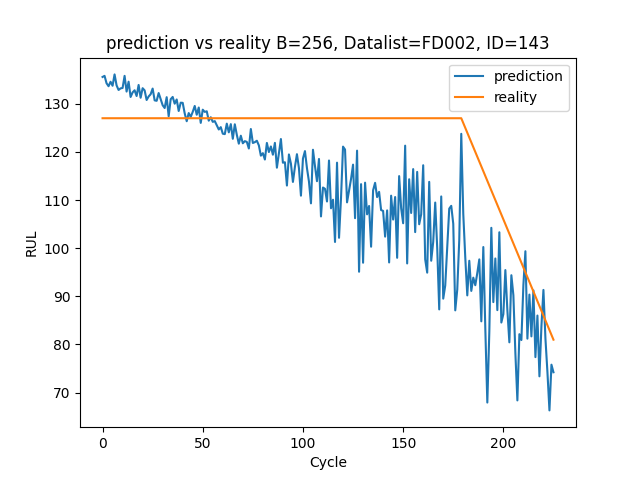 prediction vs reality B=256, Datalist=FD002, ID=143
prediction
reality
130
120
110
100
90
80
70
RUL
0
50
100
150
200
Cycle